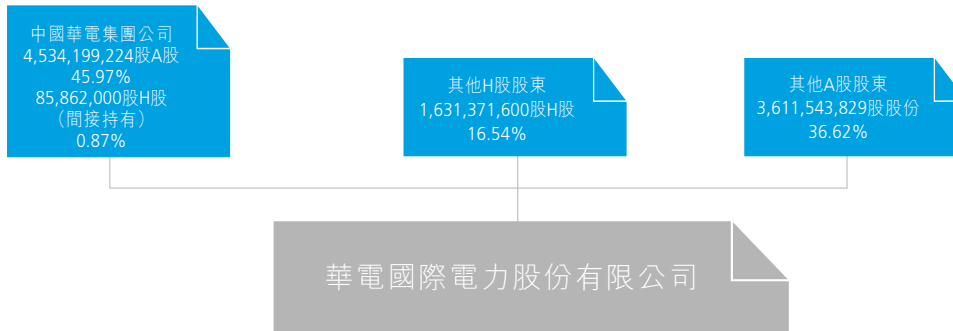 中國華電集團公司
4,534,199,224股A股
45.97%
85,862,000股H股
（間接持有）
0.87%
其他H股股東
1,631,371,600股H股
16.54%
其他A股股東
3,611,543,829股股份
36.62%
華電國際電力股份有限公司